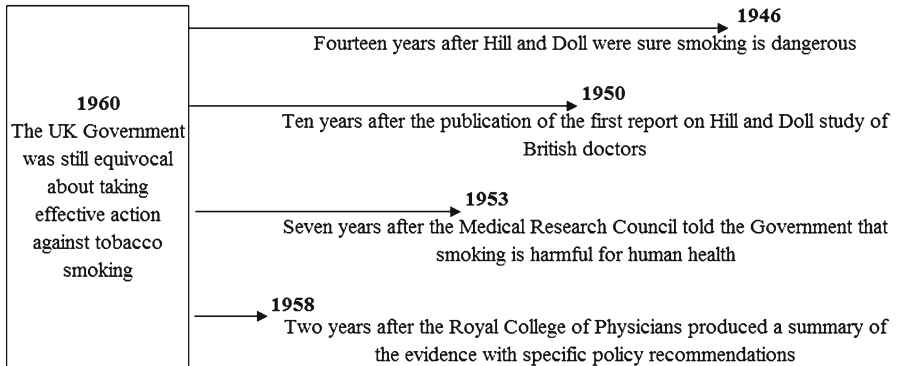 1960
The UK Government
was still equivocal
about taking
effective action
against tobacco
smoking
1946
Fourteen years after Hill and Doll were sure smoking is dangerous
1950
Ten years after the publication of the first report on Hill and Doll study of
British doctors
1953
Seven years after the Medical Research Council told the Government that
smoking is harmful for human health
1958
Two years after the Royal College of Physicians produced a summary of
the evidence with specific policy recommendations